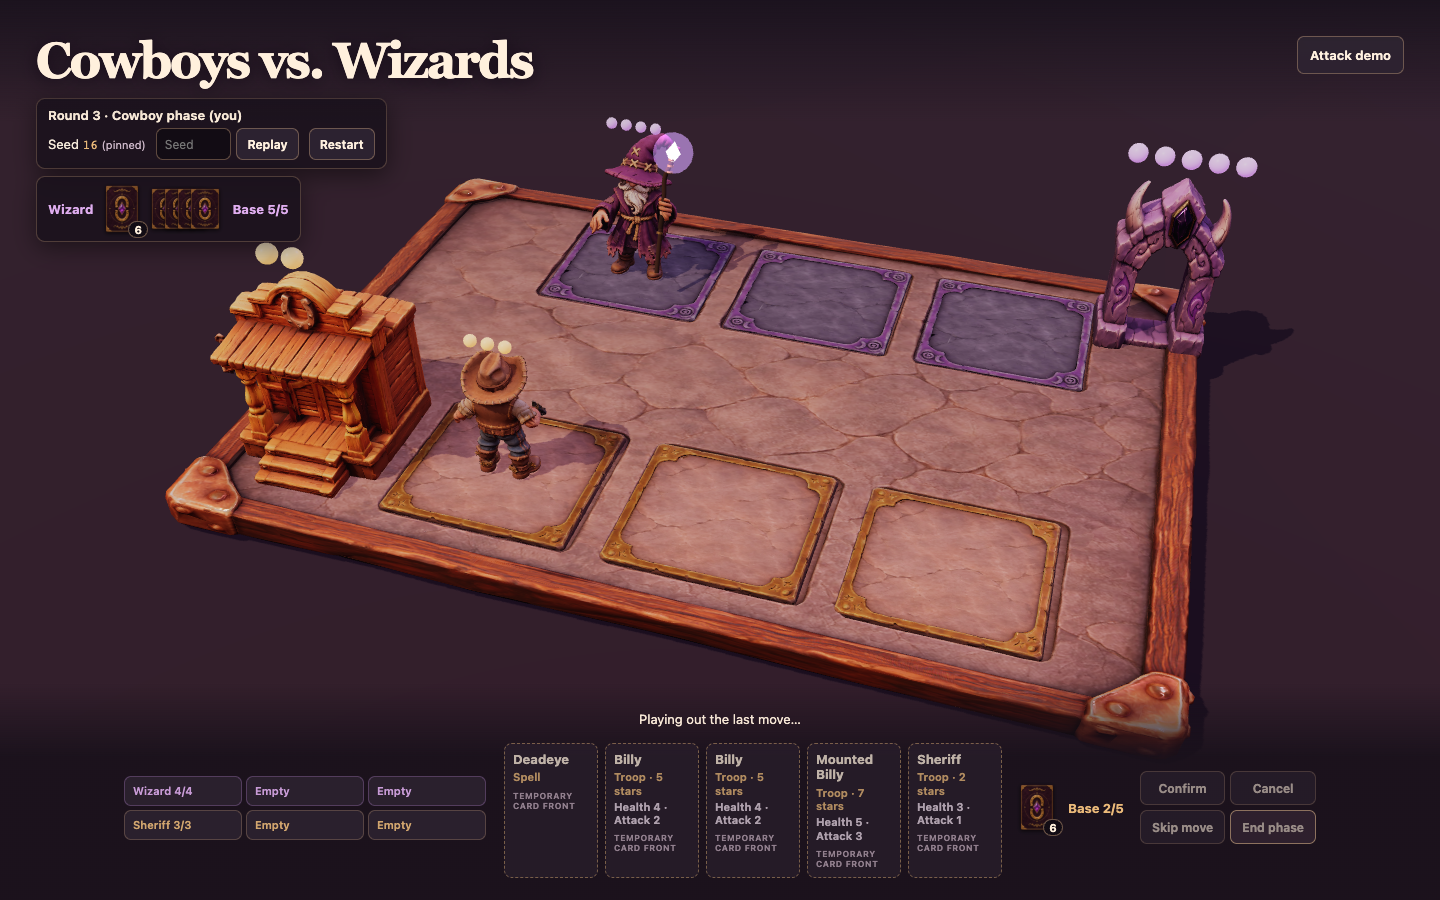 Cowboys vs. Wizards
Attack demo
Round 3 · Cowboy phase (you)
Seed 16 (pinned) Seed Replay Restart
Wizard 6 Base 5/5
Playing out the last move...
Wizard 4/4 Empty Empty
Sheriff 3/3 Empty Empty
Deadeye
Spell
TEMPORARY
CARD FRONT
Billy
Troop · 5
stars
Health 4 ·
Attack 2
TEMPORARY
CARD FRONT
Billy
Troop · 5
stars
Health 4 ·
Attack 2
TEMPORARY
CARD FRONT
Mounted
Billy
Troop · 7
stars
Health 5 ·
Attack 3
TEMPORARY
CARD FRONT
Sheriff
Troop · 2
stars
Health 3 ·
Attack 1
TEMPORARY
CARD FRONT
6 Base 2/5
Confirm Cancel
Skip move End phase